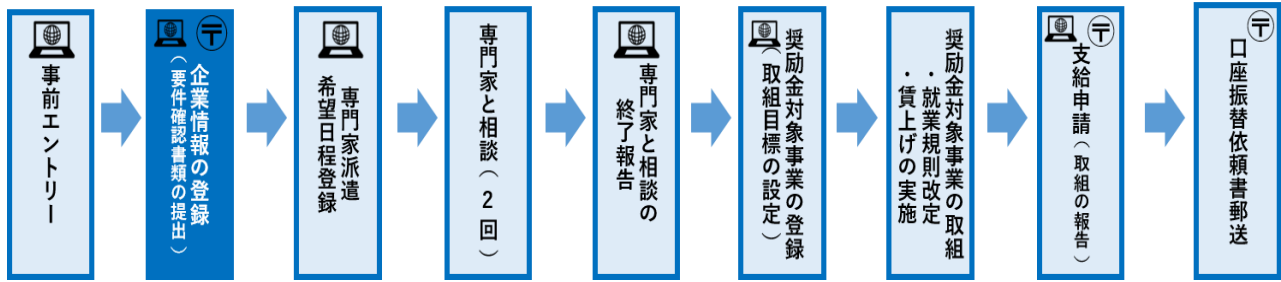 事前エントリー
〒
企業情報の登録
（要件確認書類の提出）
専門家派遣
希望日程登録
専門家と相談（2回）
専門家と相談の
終了報告
奨励金対象事業の登録
（取組目標の設定）
奨励金対象事業の取組
・就業規則改定
・賃上げの実施
〒
支給申請（取組の報告）
〒
口座振替依頼書郵送